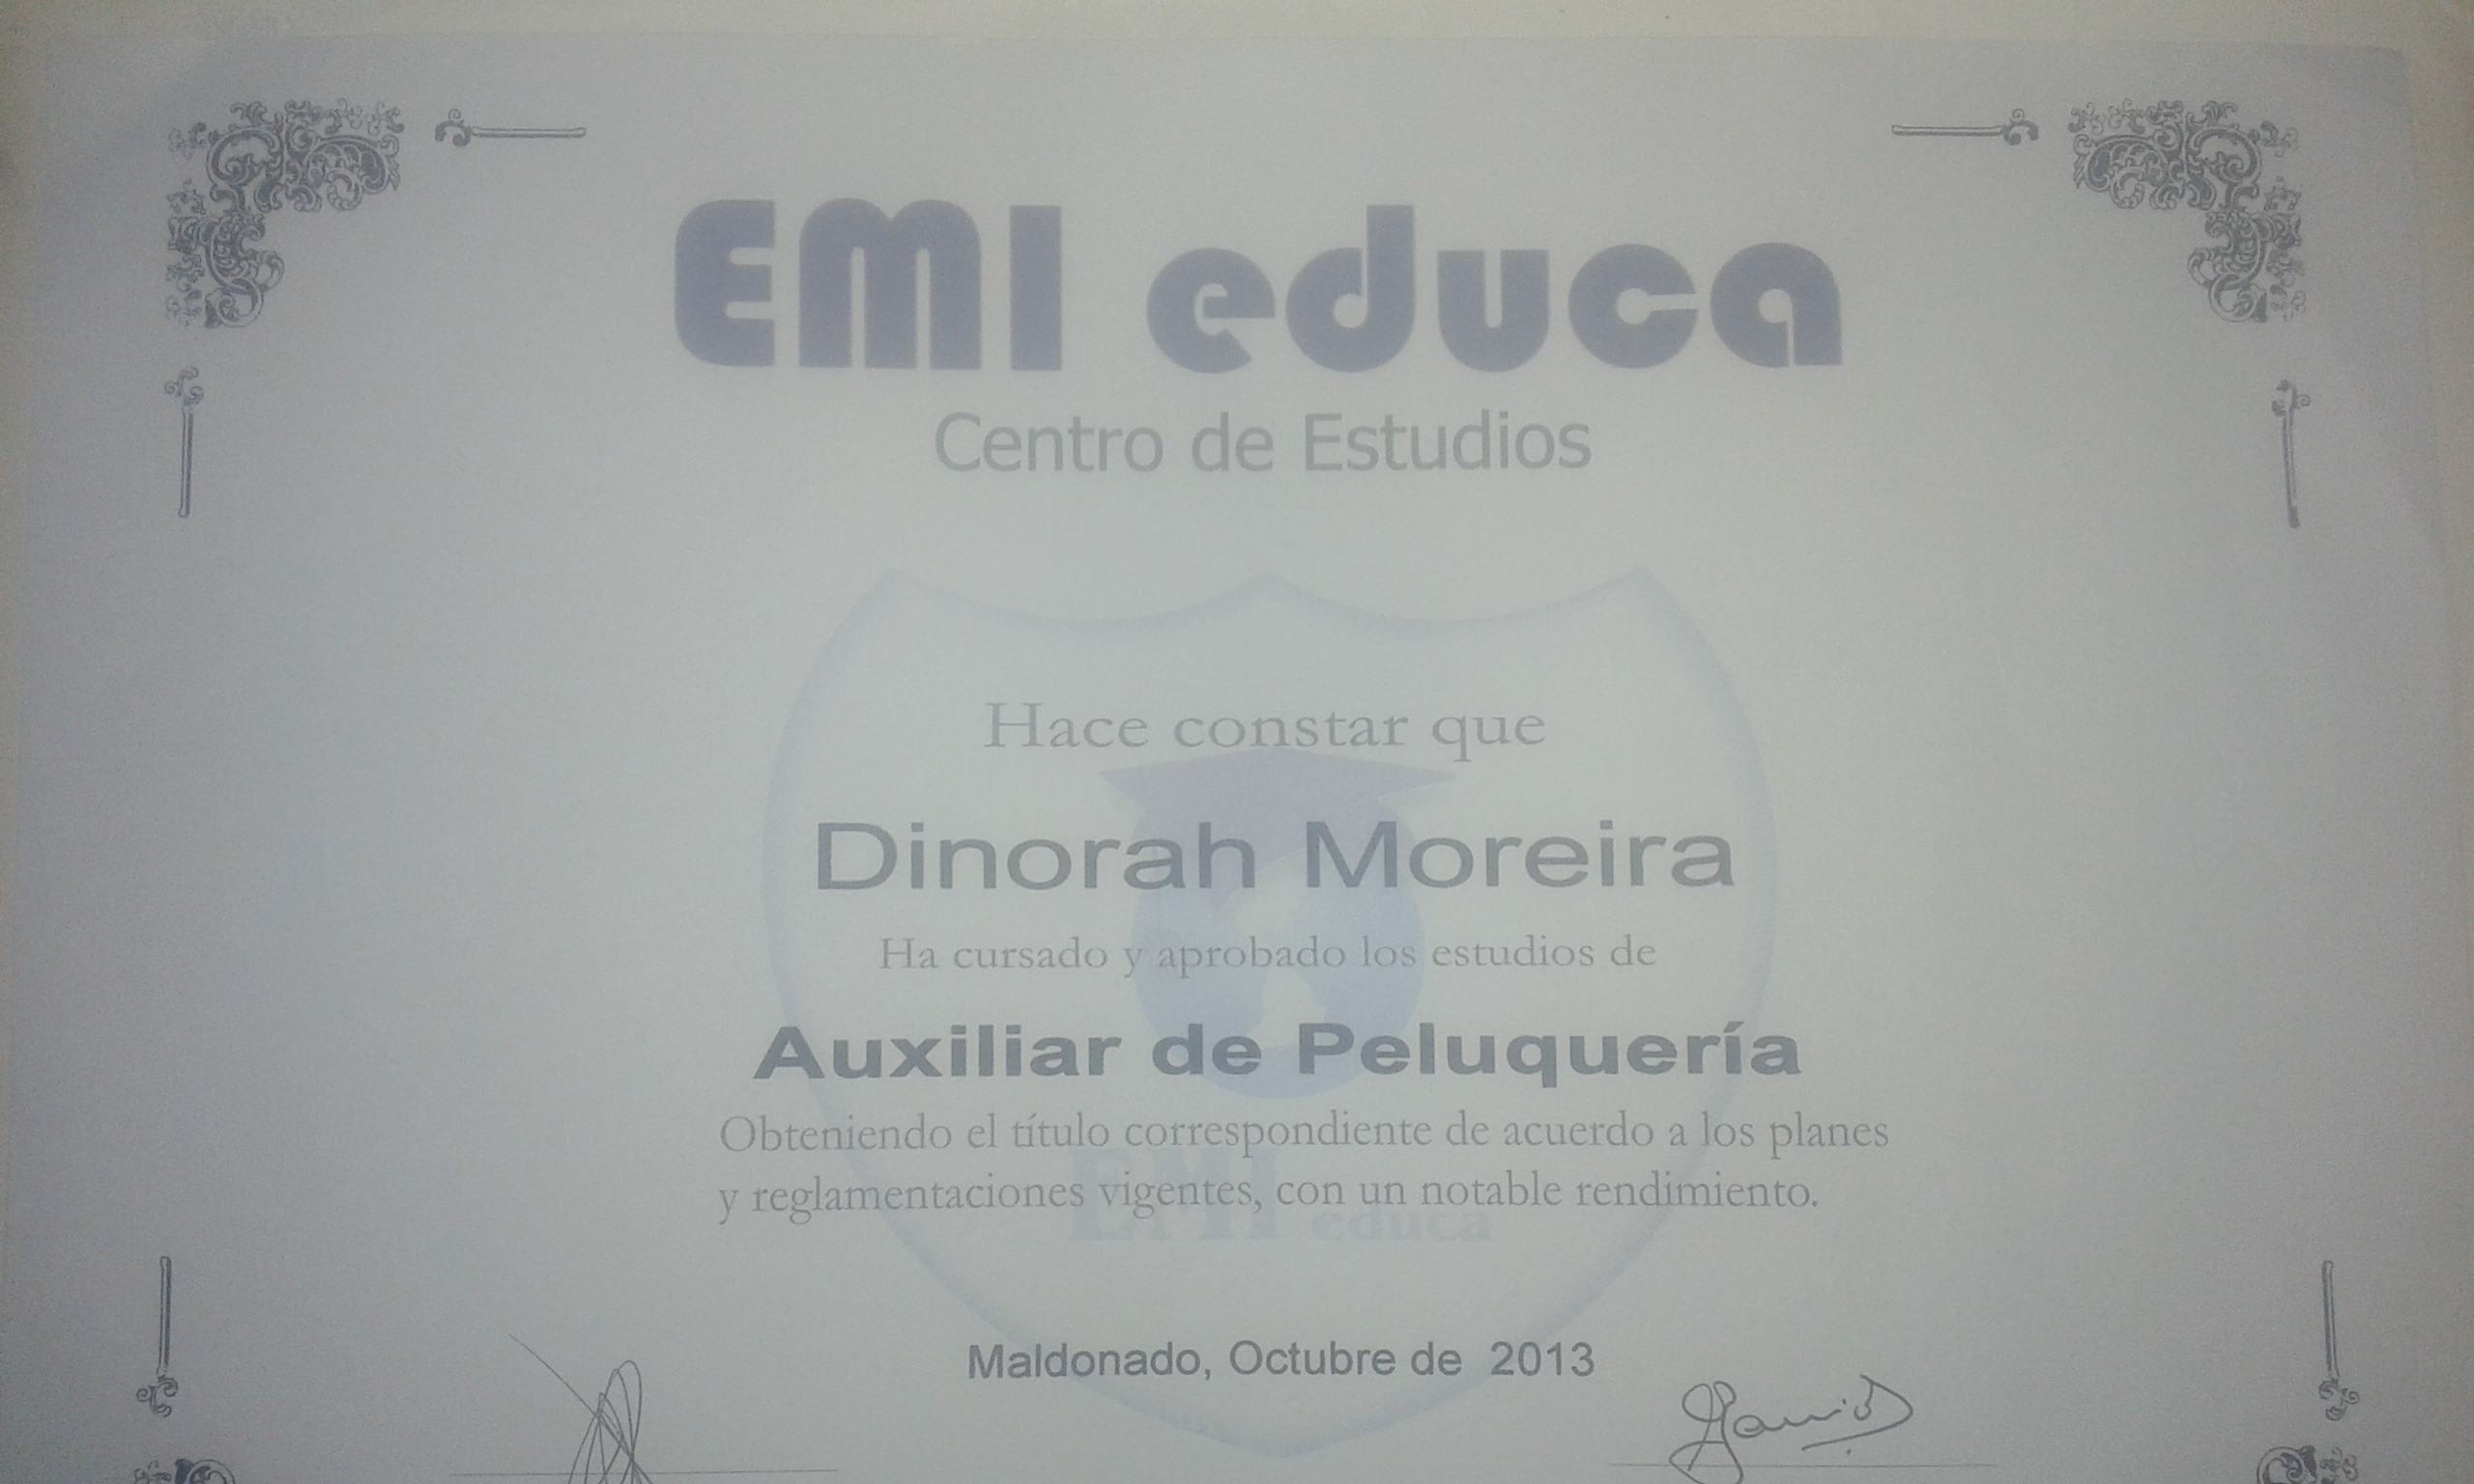 EMI educa
Centro de Estudios
Hace constar que
Dinorah Moreira
Ha cursado y aprobado los estudios de
Auxiliar de Peluquería
Obteniendo el título correspondiente de acuerdo a los planes
y reglamentaciones vigentes, con un notable rendimiento.
EMI educa
Maldonado, Octubre de 2013